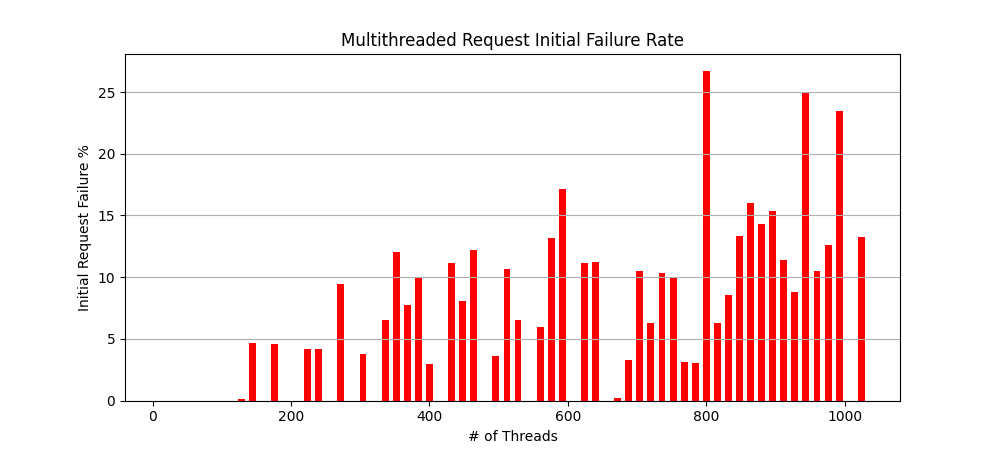 Multithreaded Request Initial Failure Rate
Initial Request Failure %
25
20
15
10
5
0
0 200 400 600 800 1000
# of Threads